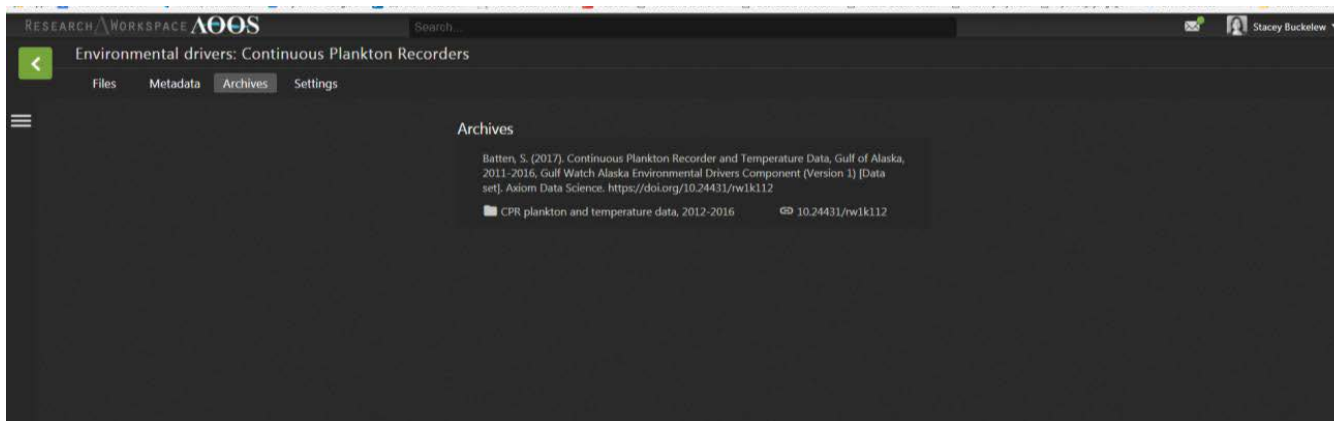 RESEARCH WORKSPACE AOOS
Search...
Stacey Buckelew
Environmental drivers: Continuous Plankton Recorders
Files Metadata Archives Settings
Archives
Batten, S. (2017). Continuous Plankton Recorder and Temperature Data, Gulf of Alaska,
2011-2016, Gulf Watch Alaska Environmental Drivers Component (Version 1) [Data
set]. Axiom Data Science. https://doi.org/10.24431/rw1k112
CPR plankton and temperature data, 2012-2016 10.24431/rw1k112